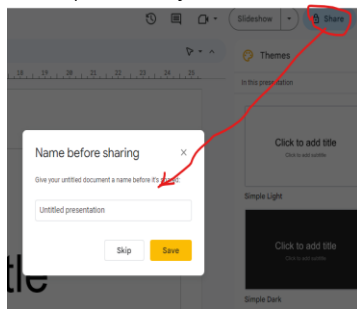 Slideshow
Share
Themes
18 19 20 21 22 23 24 25
In this presentation
Click to add title
Click to add subtitle
Name before sharing
Give your untitled document a name before it's shared:
Simple Light
Untitled presentation
Skip
Save
Click to add title
Click to add subtitle
tle
Simple Dark